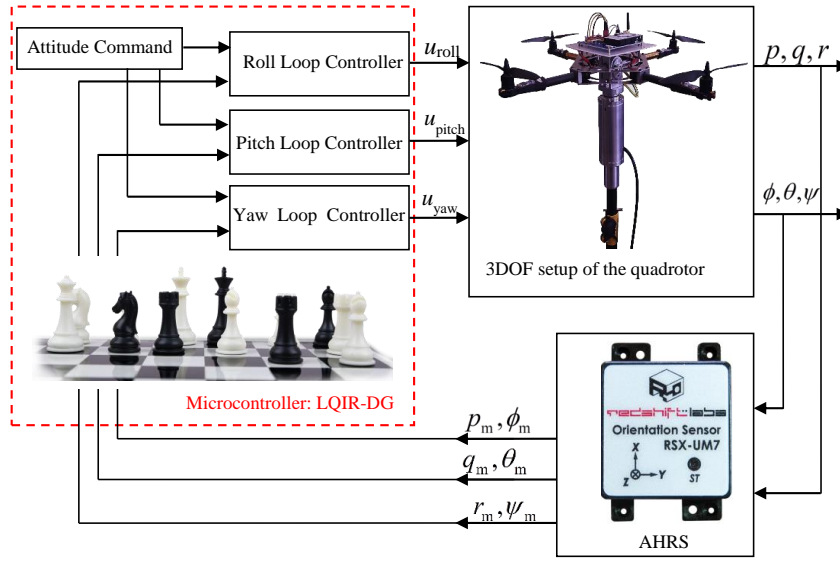 Attitude Command
Roll Loop Controller
Pitch Loop Controller
Yaw Loop Controller
u_roll
u_pitch
u_yaw
p, q, r
ϕ, θ, ψ
3DOF setup of the quadrotor
Microcontroller: LQIR-DG
p_m, ϕ_m
q_m, θ_m
r_m, ψ_m
redshift labs
Orientation Sensor
RSX-UM7
X
Y
Z
ST
AHRS